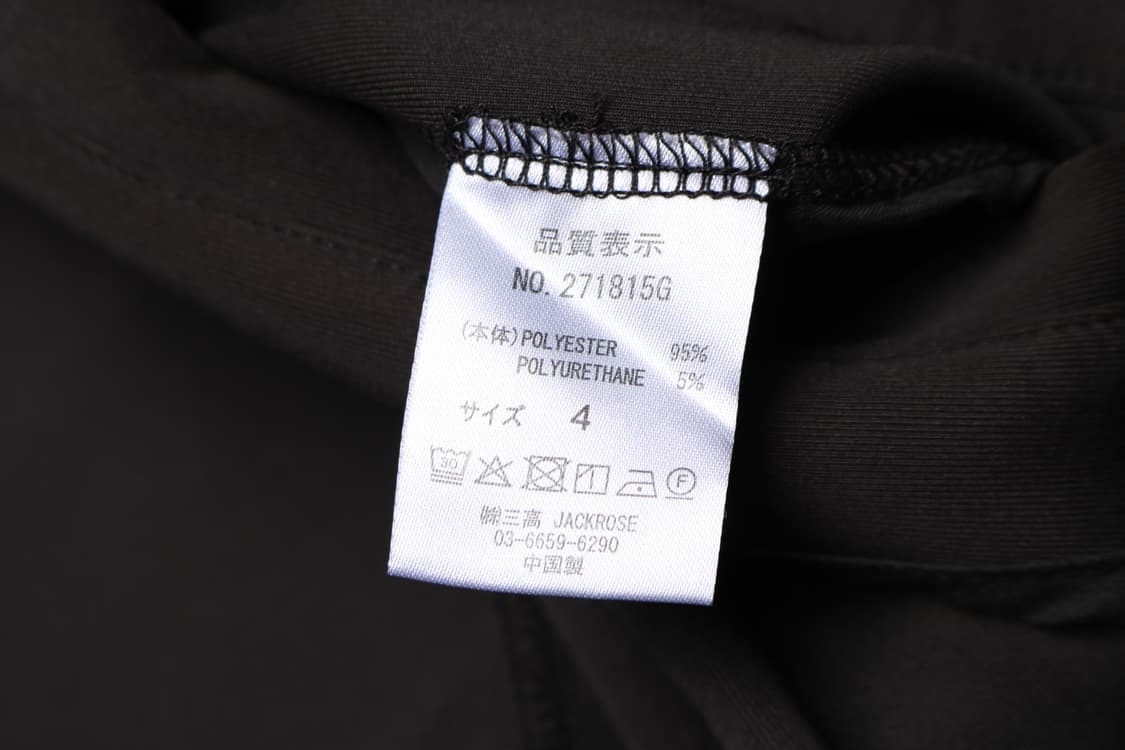 品質表示
NO. 271815G
(本体)POLYESTER 95%
POLYURETHANE 5%
サイズ 4
30 F
㈱三高 JACKROSE
03-6659-6290
中国製